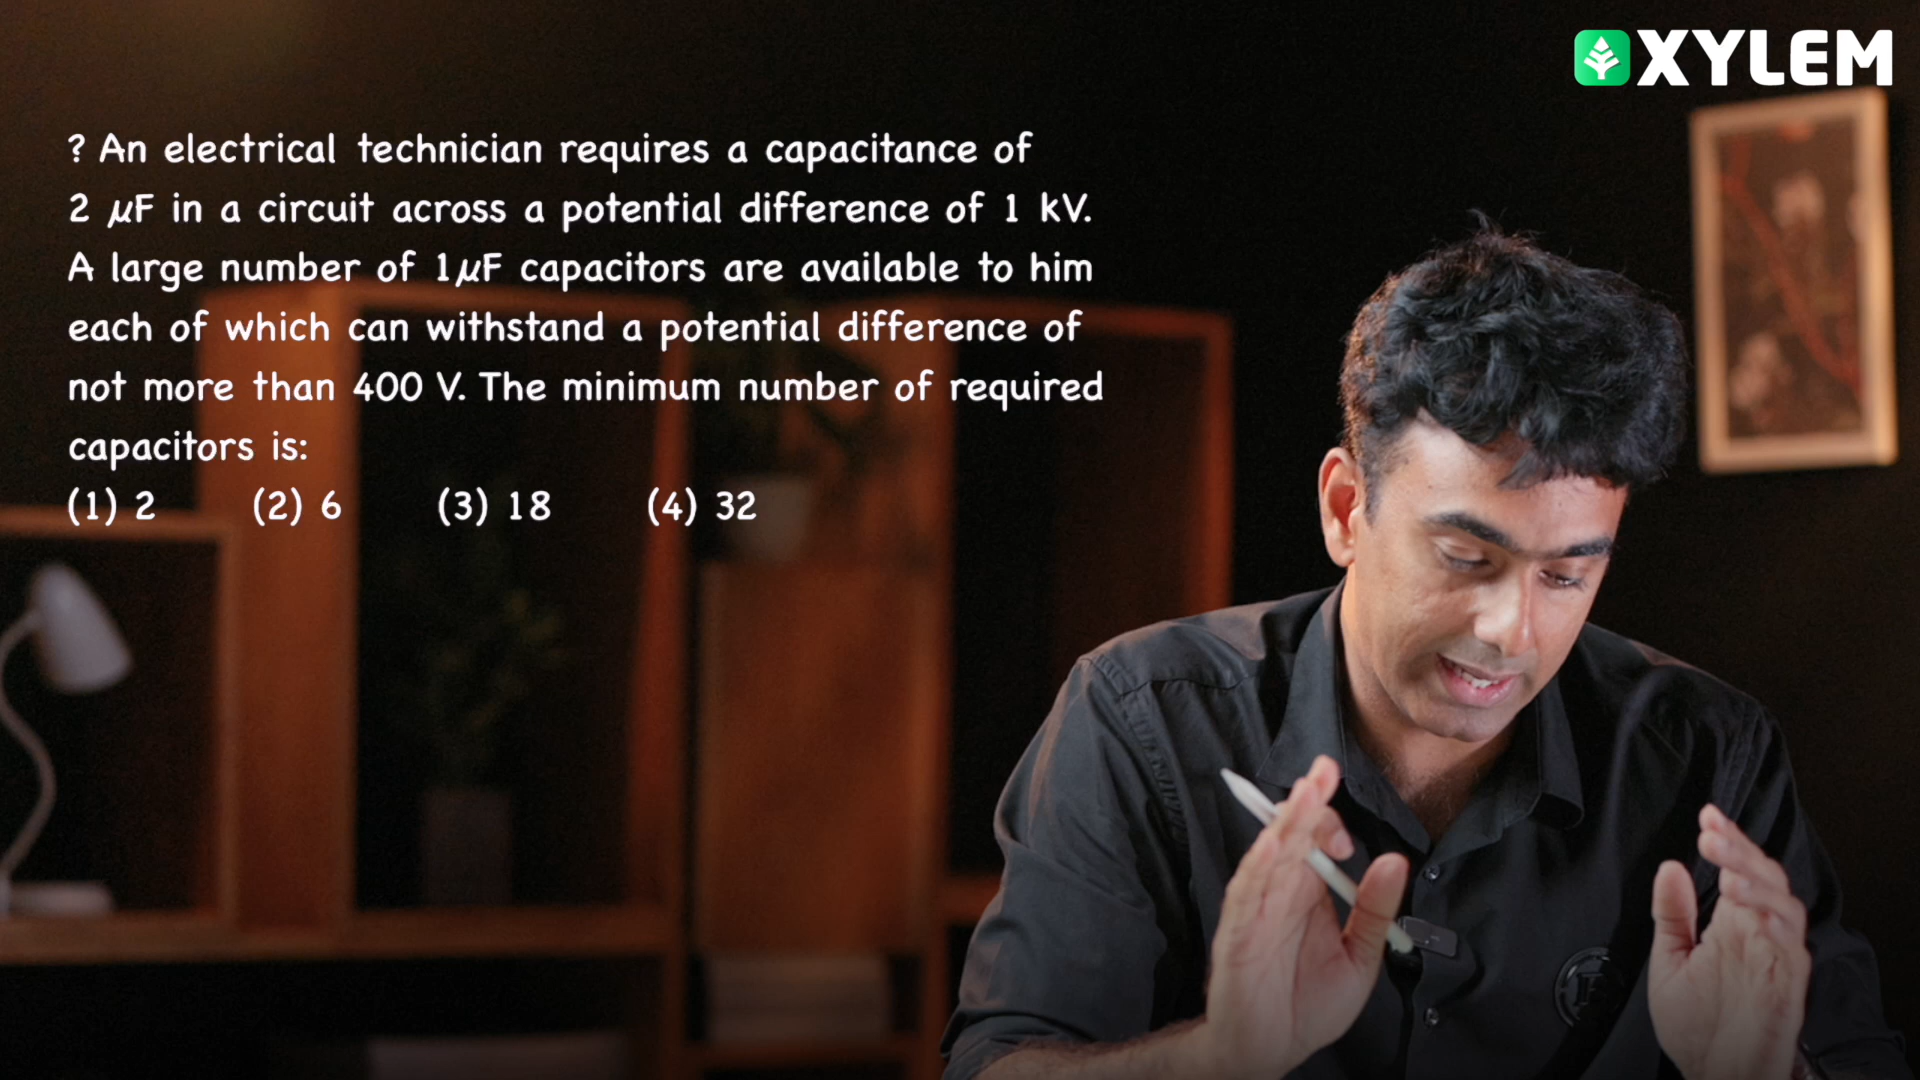 XYLEM
? An electrical technician requires a capacitance of
2 μF in a circuit across a potential difference of 1 kV.
A large number of 1μF capacitors are available to him
each of which can withstand a potential difference of
not more than 400 V. The minimum number of required
capacitors is:
(1) 2 (2) 6 (3) 18 (4) 32